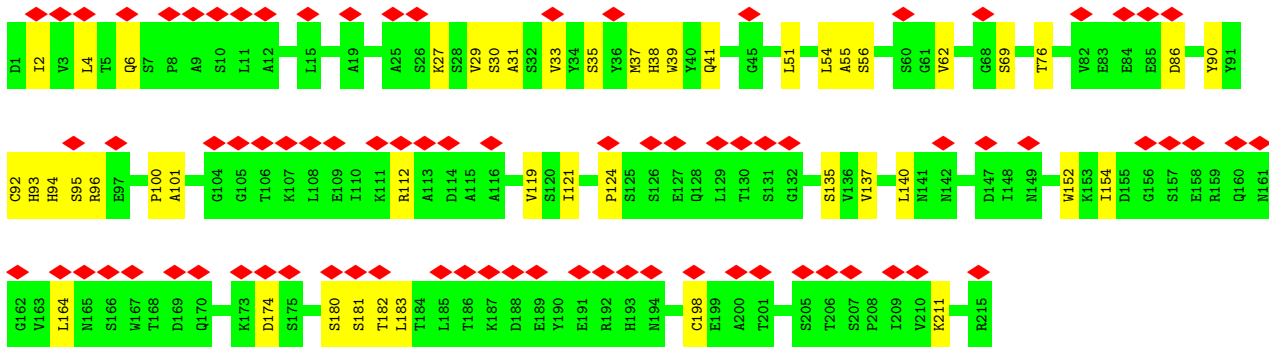 D1 I2 V3 L4 T5 Q6 S7 P8 A9 S10 L11 A12 L15 A19 A25 S26 K27 S28 V29 S30 A31 S32 V33 Y34 S35 Y36 M37 H38 W39 Y40 Q41 G45 L51 L54 A55 S56 S60 G61 V62 G68 S69 T76 V82 E83 E84 E85 D86 Y90 Y91
C92 H93 H94 S95 R96 E97 P100 A101 G104 G105 T106 K107 L108 E109 I110 K111 R112 A113 D114 A115 A116 V119 S120 I121 P124 S125 S126 E127 Q128 L129 T130 S131 G132 S135 V136 V137 L140 N141 N142 D147 I148 N149 W152 K153 I154 D155 G156 S157 E158 R159 Q160 N161
G162 V163 L164 N165 S166 W167 T168 D169 Q170 K173 D174 S175 S180 S181 T182 L183 T184 L185 T186 K187 D188 E189 Y190 E191 R192 H193 N194 C198 E199 A200 T201 S205 T206 S207 P208 I209 V210 K211 R215